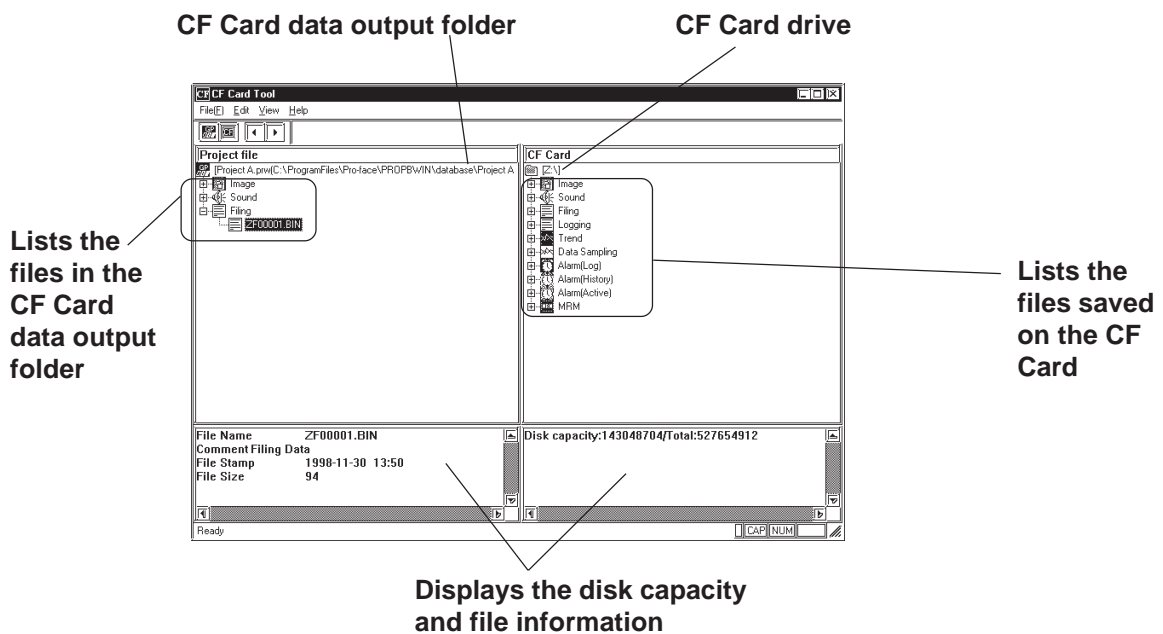 CF Card data output folder
CF Card drive
CF CF Card Tool
File(F) Edit View Help
GP CF
Project file
CF Card
[Project A.prw(C:\ProgramFiles\Pro-face\PROPBWIN\database\Project A
[Z:\]
Image
Sound
Filing
ZF00001.BIN
Image
Sound
Filing
Logging
Trend
Data Sampling
Alarm(Log)
Alarm(History)
Alarm(Active)
MRM
Lists the
files in the
CF Card
data output
folder
Lists the
files saved
on the CF
Card
File Name ZF00001.BIN
Comment Filing Data
File Stamp 1998-11-30 13:50
File Size 94
Disk capacity:143048704/Total:527654912
Ready
CAP NUM
Displays the disk capacity
and file information